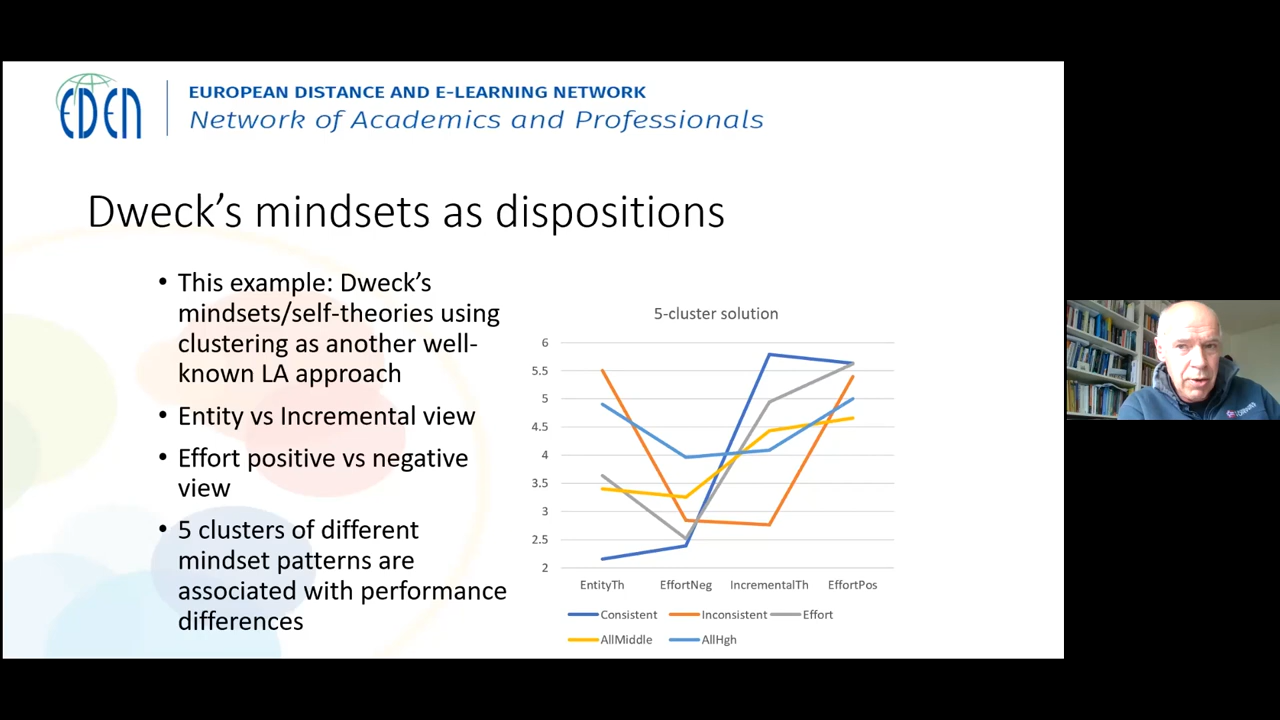 EDEN
EUROPEAN DISTANCE AND E-LEARNING NETWORK
Network of Academics and Professionals
Dweck's mindsets as dispositions
• This example: Dweck's
mindsets/self-theories using
clustering as another well-
known LA approach
• Entity vs Incremental view
• Effort positive vs negative
view
• 5 clusters of different
mindset patterns are
associated with performance
differences
5-cluster solution
6
5.5
5
4.5
4
3.5
3
2.5
2
EntityTh EffortNeg IncrementalTh EffortPos
Consistent Inconsistent Effort
AllMiddle AllHgh